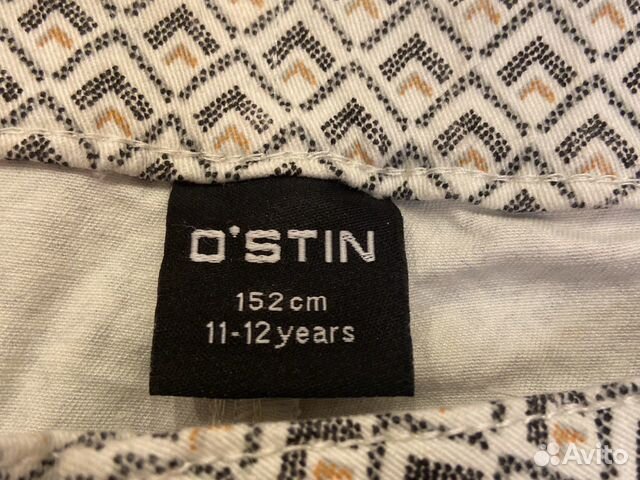 O'STIN
152cm
11-12years
Avito